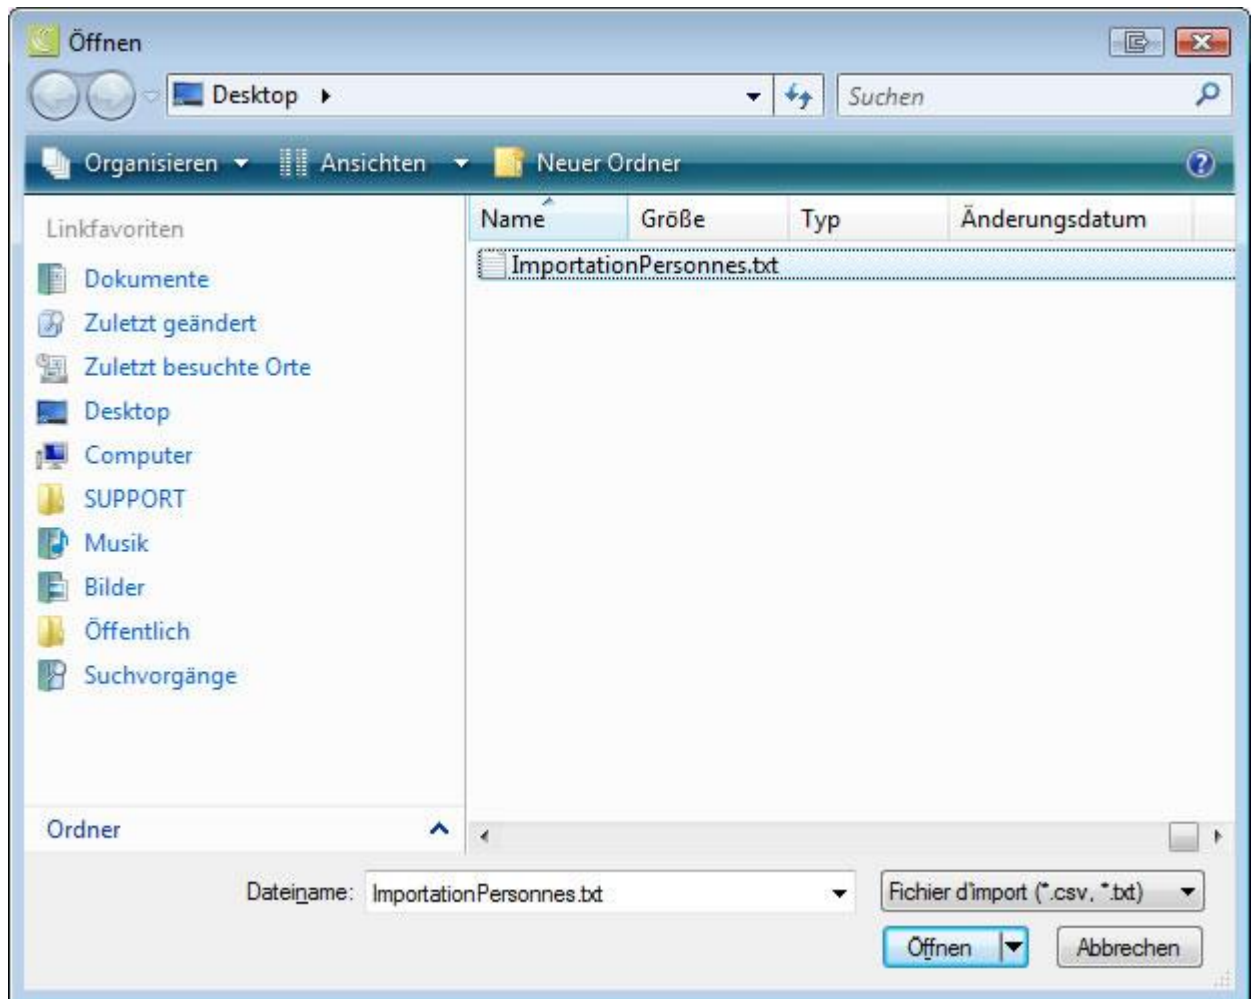 Öffnen
Desktop
Suchen
Organisieren Ansichten Neuer Ordner
Linkfavoriten
Dokumente
Zuletzt geändert
Zuletzt besuchte Orte
Desktop
Computer
SUPPORT
Musik
Bilder
Öffentlich
Suchvorgänge
Ordner
Name Größe Typ Änderungsdatum
ImportationPersonnes.txt
Dateiname: ImportationPersonnes.txt Fichier d'import (*.csv, *.txt)
Öffnen Abbrechen